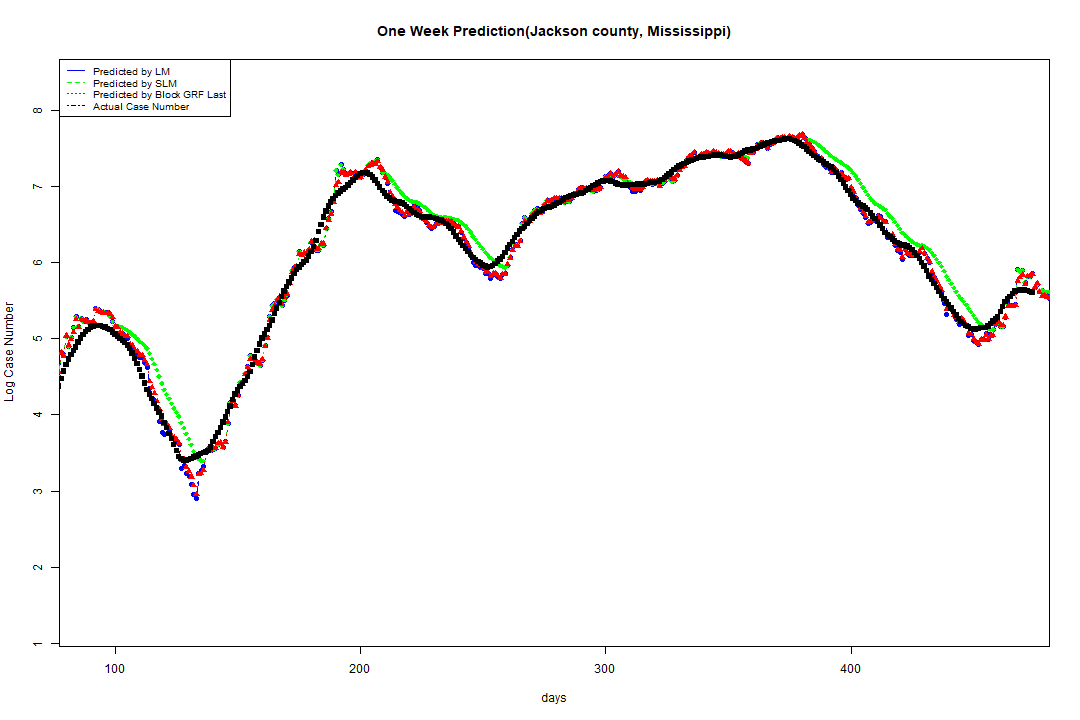 One Week Prediction(Jackson county, Mississippi)
Predicted by LM
Predicted by SLM
Predicted by Block GRF Last
Actual Case Number
8
7
6
5
4
3
2
1
Log Case Number
100 200 300 400
days